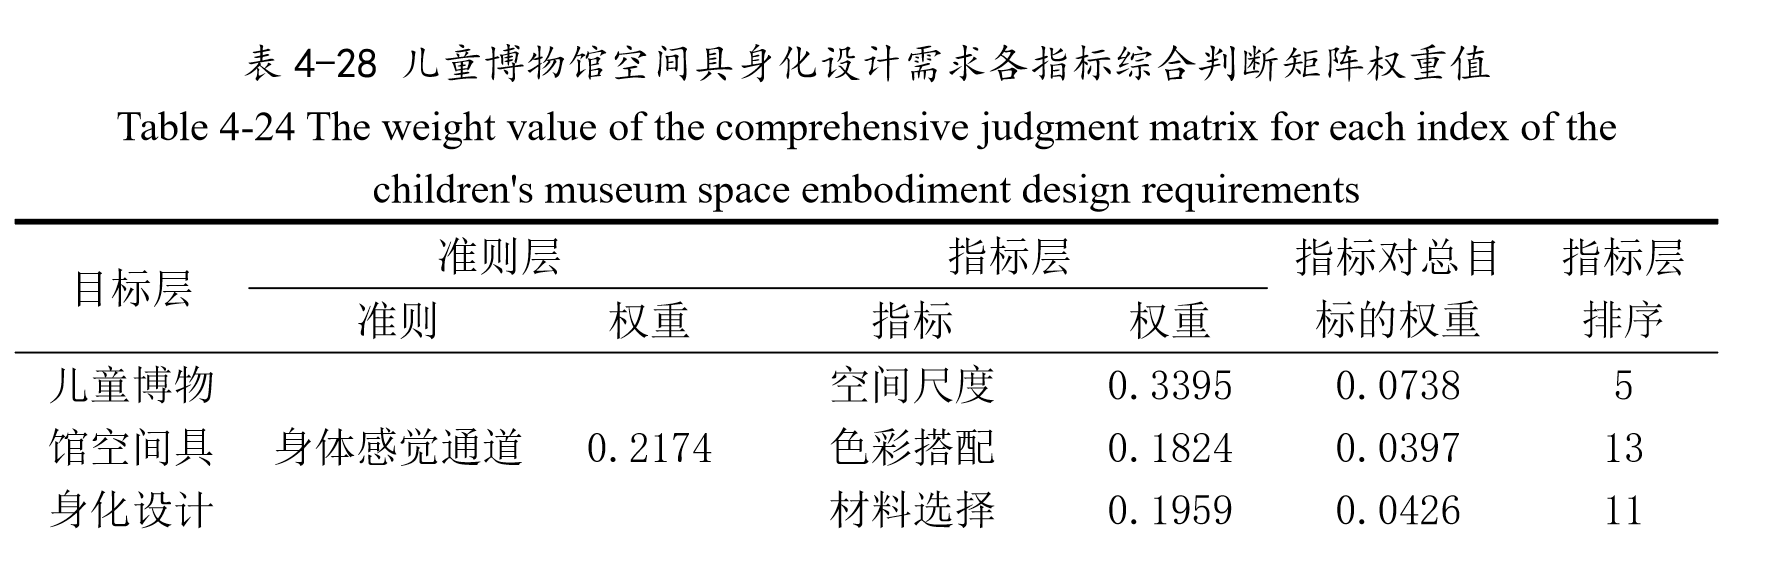 表 4-28 儿童博物馆空间具身化设计需求各指标综合判断矩阵权重值
Table 4-24 The weight value of the comprehensive judgment matrix for each index of the
children's museum space embodiment design requirements
目标层 准则层 指标层 指标对总目标的权重 指标层排序
准则 权重 指标 权重
儿童博物 空间尺度 0.3395 0.0738 5
馆空间具 身体感觉通道 0.2174 色彩搭配 0.1824 0.0397 13
身化设计 材料选择 0.1959 0.0426 11